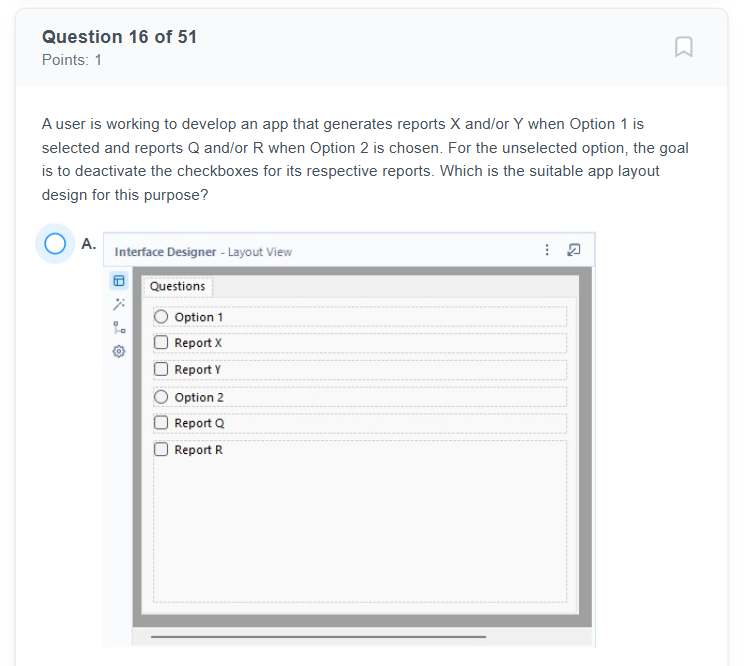 Question 16 of 51
Points: 1
A user is working to develop an app that generates reports X and/or Y when Option 1 is
selected and reports Q and/or R when Option 2 is chosen. For the unselected option, the goal
is to deactivate the checkboxes for its respective reports. Which is the suitable app layout
design for this purpose?
A.
Interface Designer - Layout View
Questions
Option 1
Report X
Report Y
Option 2
Report Q
Report R